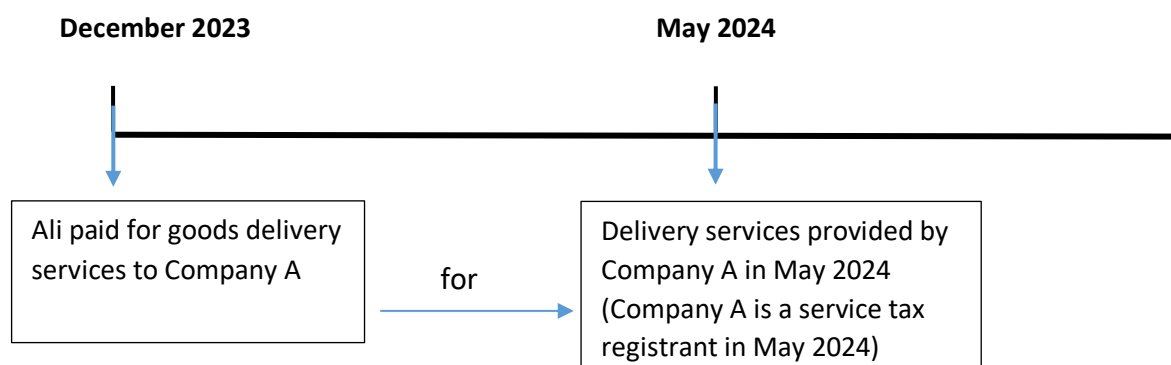 December 2023
May 2024
Ali paid for goods delivery
services to Company A
for
Delivery services provided by
Company A in May 2024
(Company A is a service tax
registrant in May 2024)